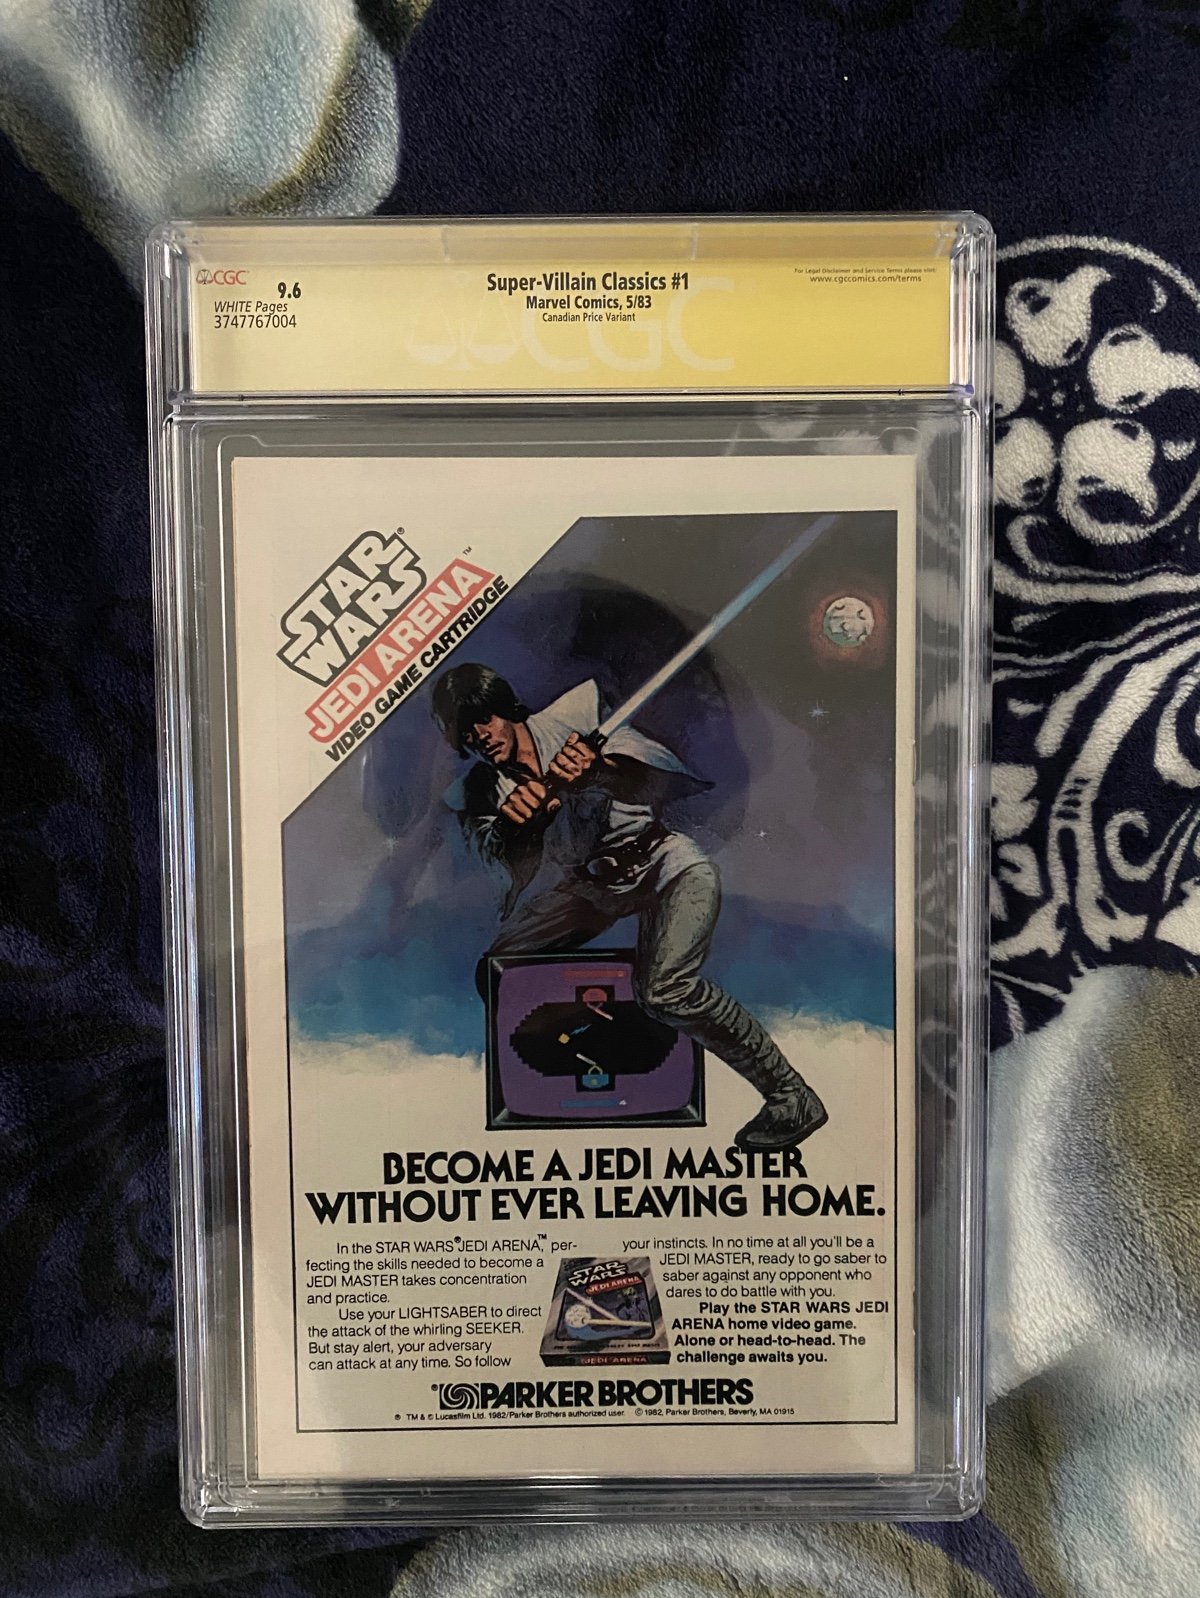 CGC
9.6
WHITE Pages
3747767004
Super-Villain Classics #1
Marvel Comics, 5/83
Canadian Price Variant
For Legal Disclaimer and Service Terms please visit:
www.cgccomics.com/terms
CGC
STAR
WARS®
JEDI ARENA™
VIDEO GAME CARTRIDGE
4
BECOME A JEDI MASTER
WITHOUT EVER LEAVING HOME.
In the STAR WARS® JEDI ARENA,™ per-
fecting the skills needed to become a
JEDI MASTER takes concentration
and practice.
Use your LIGHTSABER to direct
the attack of the whirling SEEKER.
But stay alert, your adversary
can attack at any time. So follow
your instincts. In no time at all you'll be a
JEDI MASTER, ready to go saber to
saber against any opponent who
dares to do battle with you.
Play the STAR WARS JEDI
ARENA home video game.
Alone or head-to-head. The
challenge awaits you.
STAR
WARS
JEDI ARENA
JEDI ARENA
PARKER BROTHERS
® TM & © Lucasfilm Ltd. 1982/Parker Brothers authorized user. © 1982, Parker Brothers, Beverly, MA 01915